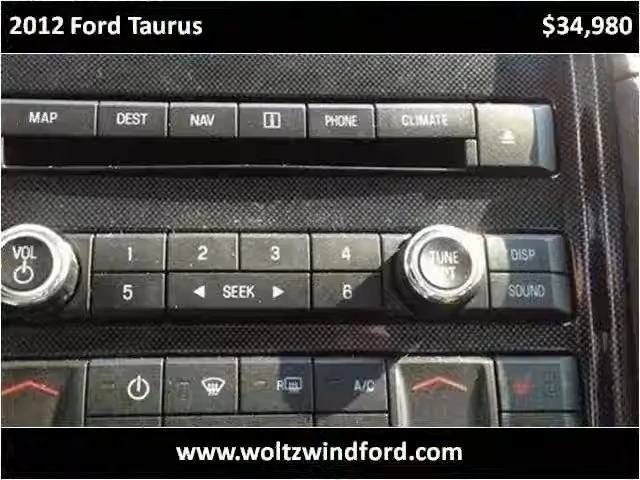 2012 Ford Taurus $34,980
MAP DEST NAV i PHONE CLIMATE
VOL 1 2 3 4 TUNE DISP
5 SEEK 6 SOUND
R A/C
www.woltzwindford.com